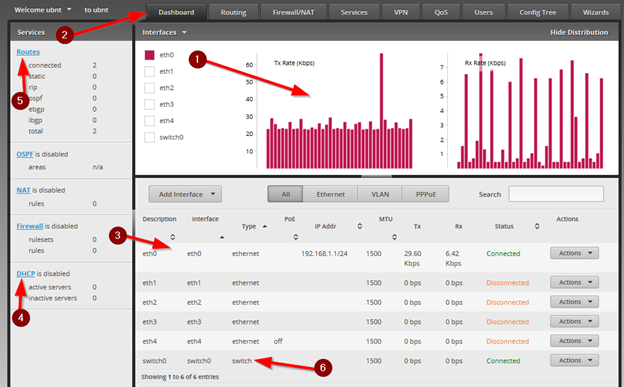 Welcome ubnt to ubnt
Dashboard Routing Firewall/NAT Services VPN QoS Users Config Tree Wizards
2
Services
Routes
connected 2
static 0
rip 0
ospf 0
ebgp 0
ibgp 0
total 2
5
OSPF is disabled
areas n/a
NAT is disabled
rules 0
Firewall is disabled
rulesets 0
rules 0
DHCP is disabled
active servers 0
inactive servers 0
4
Interfaces Hide Distribution
eth0
eth1
eth2
eth3
eth4
switch0
1
Tx Rate (Kbps)
60
50
40
30
20
10
Rx Rate (Kbps)
7
6
5
4
3
2
1
Add Interface All Ethernet VLAN PPPoE Search
Description Interface Type PoE IP Addr MTU Tx Rx Status Actions
3
eth0 eth0 ethernet 192.168.1.1/24 1500 29.60 Kbps 6.42 Kbps Connected Actions
eth1 eth1 ethernet 1500 0 bps 0 bps Disconnected Actions
eth2 eth2 ethernet 1500 0 bps 0 bps Disconnected Actions
eth3 eth3 ethernet 1500 0 bps 0 bps Disconnected Actions
eth4 eth4 ethernet off 1500 0 bps 0 bps Disconnected Actions
switch0 switch0 switch 1500 0 bps 0 bps Connected Actions
6
Showing 1 to 6 of 6 entries